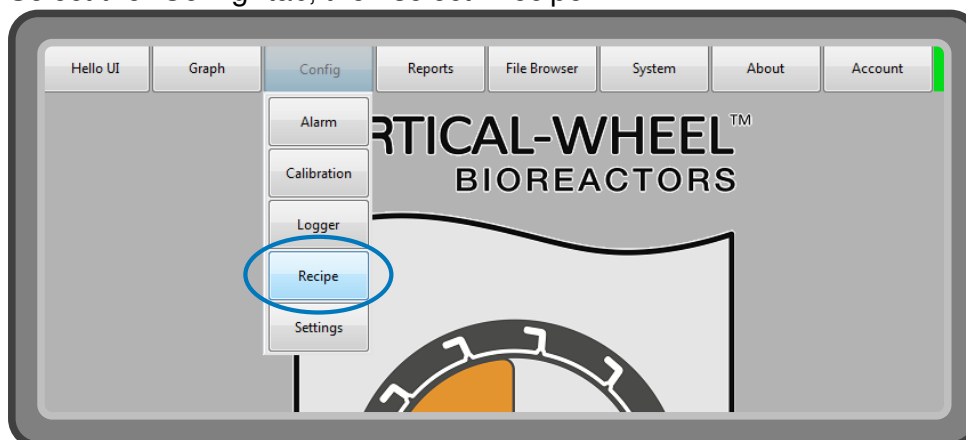 Hello UI
Graph
Config
Reports
File Browser
System
About
Account
Alarm
Calibration
Logger
Recipe
Settings
RTICAL-WHEEL™
BIOREACTORS